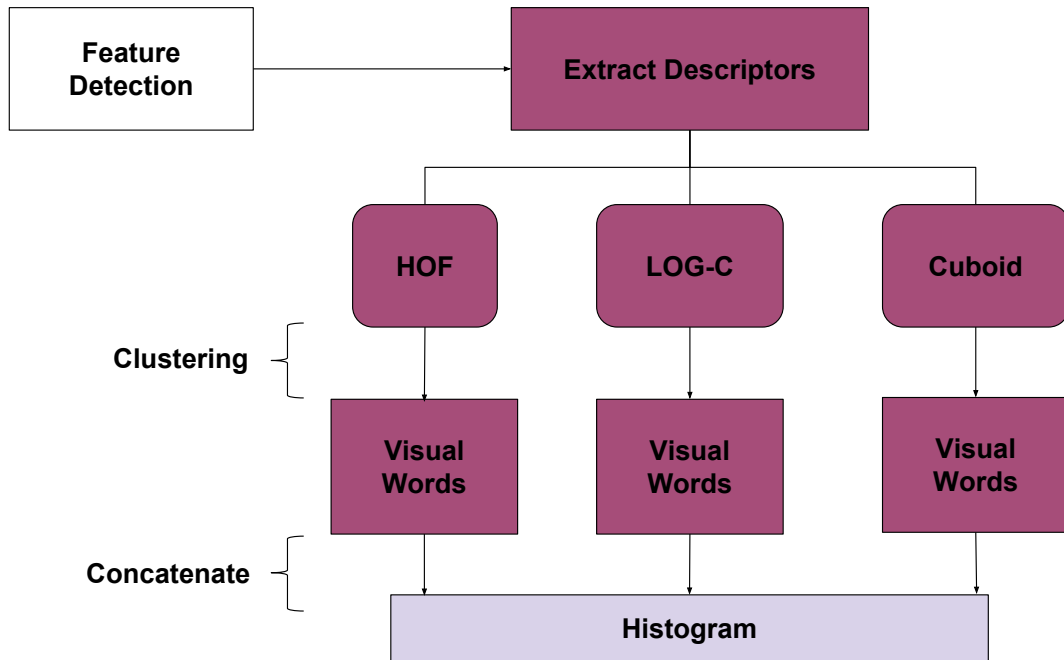 Feature
Detection
Extract Descriptors
HOF
LOG-C
Cuboid
Clustering
Visual
Words
Visual
Words
Visual
Words
Concatenate
Histogram